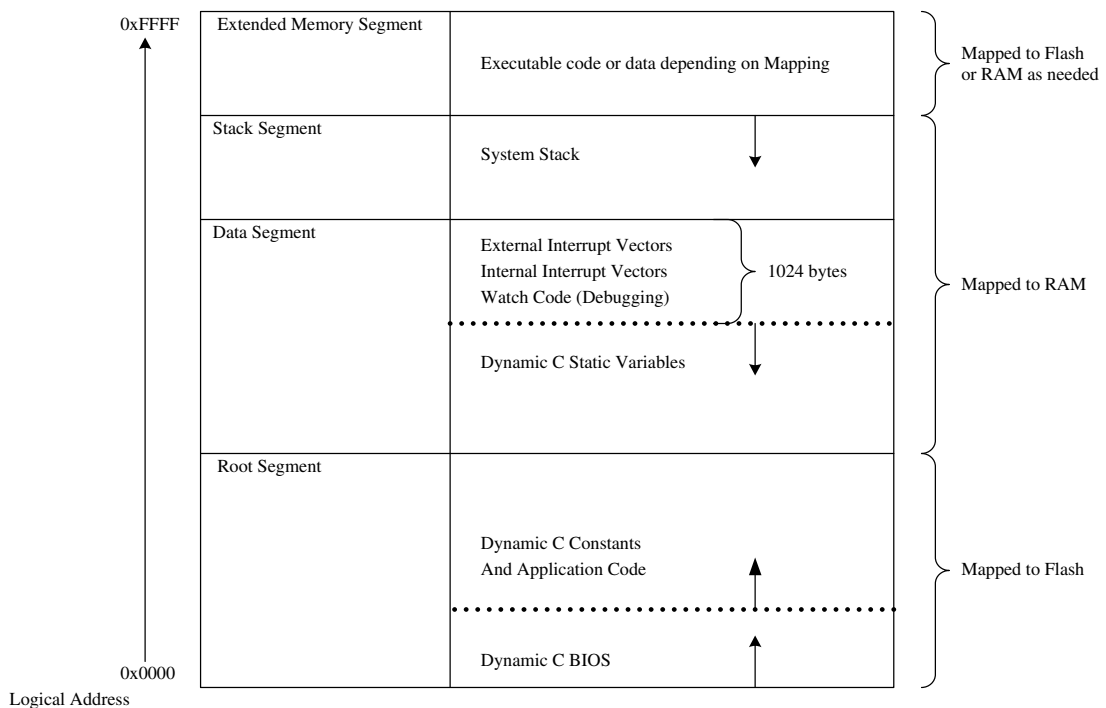 0xFFFF
Extended Memory Segment
Executable code or data depending on Mapping
Mapped to Flash
or RAM as needed
Stack Segment
System Stack
Data Segment
External Interrupt Vectors
Internal Interrupt Vectors
Watch Code (Debugging)
1024 bytes
Mapped to RAM
Dynamic C Static Variables
Root Segment
Dynamic C Constants
And Application Code
Mapped to Flash
Dynamic C BIOS
0x0000
Logical Address